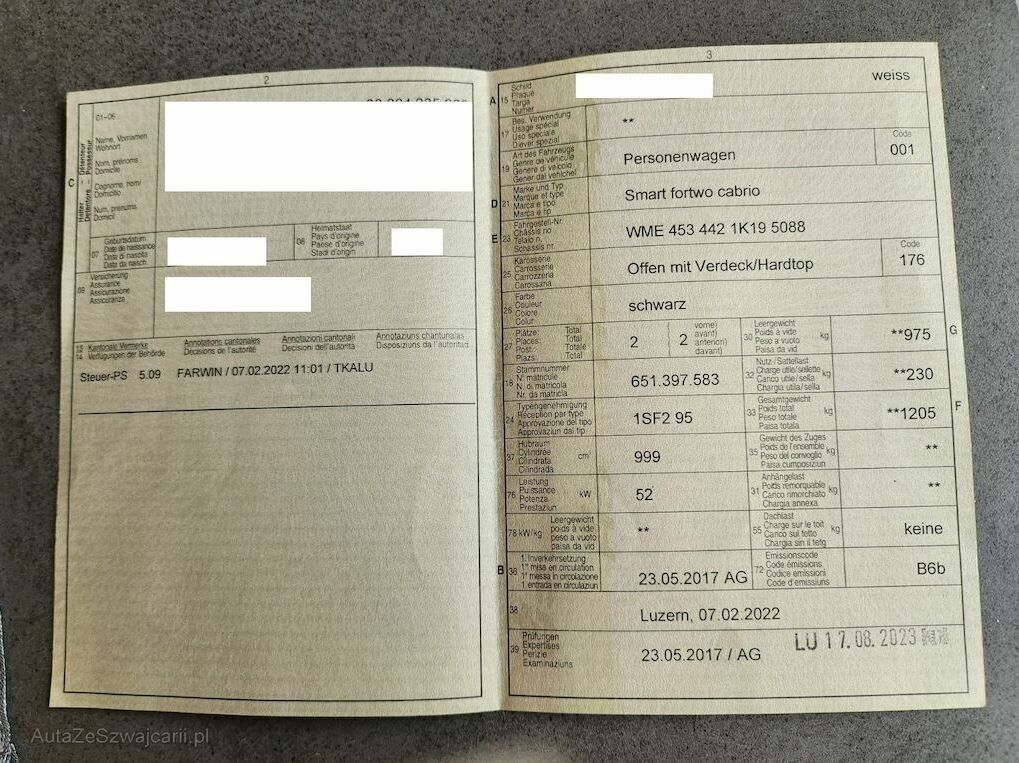 2
C
Halter
Détenteur
Detentore
Possessur
01–06
Name, Vornamen
Wohnort
Nom, prénoms
Domicile
Cognome, nomi
Domicilio
Num, prenums
Domicil
07
Geburtsdatum
Date de naissance
Data di nascita
Data da nasch.
08
Heimatstaat
Pays d'origine
Paese d'origine
Stadi d'origin
09
Versicherung
Assurance
Assicurazione
Assicuranza
13 Kantonale Vermerke
14 Verfügungen der Behörde
Annotations cantonales
Décisions de l'autorité
Annotazioni cantonali
Decisioni dell'autorità
Annotaziuns chantunalas
Disposiziuns da l'autoritad
Steuer-PS 5.09 FARWIN / 07.02.2022 11:01 / TKALU
3
A 15
Schild
Plaque
Targa
Numer
weiss
17
Bes. Verwendung
Usage spécial
Uso speciale
Diever spezial
**
19
Art des Fahrzeugs
Genre de véhicule
Genere di veicolo
Gener dal vehichel
Personenwagen
Code
001
D 21
Marke und Typ
Marque et type
Marca e tipo
Marca e tip
Smart fortwo cabrio
E 23
Fahrgestell-Nr.
Châssis no
Telaio n.
Schassis nr.
WME 453 442 1K19 5088
25
Karosserie
Carrosserie
Carrozzeria
Carossaria
Offen mit Verdeck/Hardtop
Code
176
26
Farbe
Couleur
Colore
Colur
schwarz
27
Plätze: Total
Places: Total
Posti: Totale
Plazs: Total
2
( 2
vorne)
avant)
anteriori)
davant)
30
Leergewicht
Poids à vide
Peso a vuoto
Paisa da vid
kg
**975
G
18
Stammnummer
N° matricule
N. di matricola
Nr. da matricla
651.397.583
32
Nutz-/Sattellast
Charge utile/sellette
Carico utile/sella
Chargia utila/sella
kg
**230
24
Typengenehmigung
Réception par type
Approvazione del tipo
Approvaziun dal tip
1SF2 95
33
Gesamtgewicht
Poids total
Peso totale
Paisa totala
kg
**1205
F
37
Hubraum
Cylindrée
Cilindrata
Cilindrada
cm³
999
35
Gewicht des Zuges
Poids de l'ensemble
Peso del convoglio
Paisa cumposiziun
kg
**
76
Leistung
Puissance
Potenza
Prestaziun
kW
52
31
Anhängelast
Poids remorquable
Carico rimorchiato
Chargia annexa
kg
**
78 kW/kg
Leergewicht
poids à vide
peso a vuoto
paisa da vid
**
55
Dachlast
Charge sur le toit
Carico sul tetto
Chargia sin il tetg
kg
keine
B 36
1. Inverkehrsetzung
1re mise en circulation
1a messa in circolazione
1. entrada en circulaziun
23.05.2017 AG
72
Emissionscode
Code émissions
Codice emissioni
Code d'emissiuns
B6b
38
Luzern, 07.02.2022
39
Prüfungen
Expertises
Perizie
Examinaziuns
23.05.2017 / AG
LU 17.08.2023
AutaZeSzwajcarii.pl